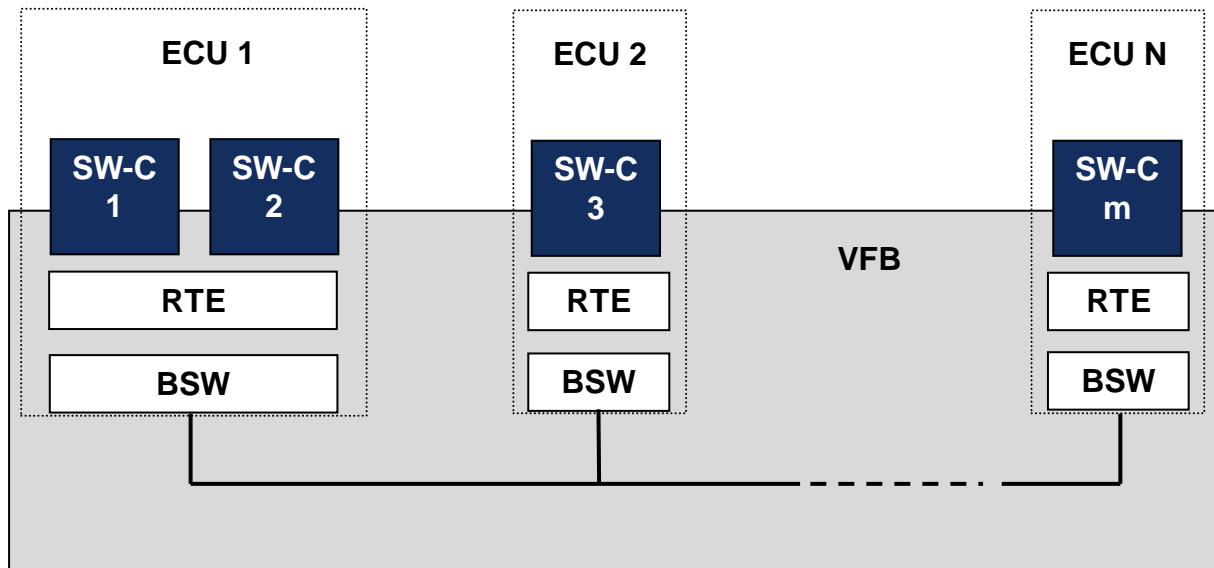 ECU 1
ECU 2
ECU N
SW-C
1
SW-C
2
SW-C
3
SW-C
m
VFB
RTE
RTE
RTE
BSW
BSW
BSW